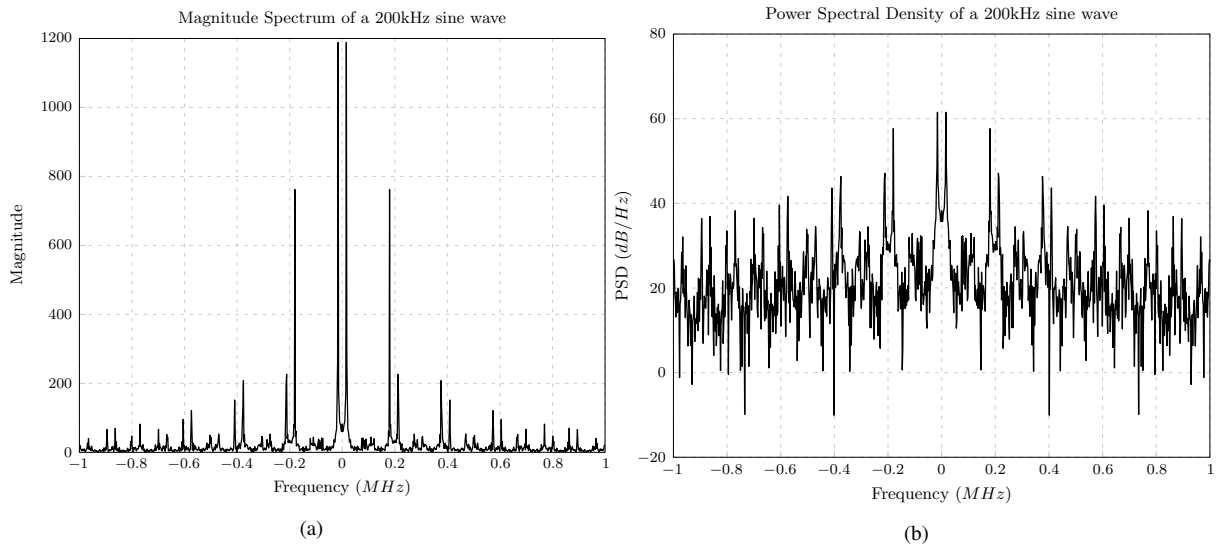 Magnitude Spectrum of a 200kHz sine wave
1200
1000
800
600
400
200
0
Magnitude
−1 −0.8 −0.6 −0.4 −0.2 0 0.2 0.4 0.6 0.8 1
Frequency (MHz)
(a)
Power Spectral Density of a 200kHz sine wave
80
60
40
20
0
−20
PSD (dB/Hz)
−1 −0.8 −0.6 −0.4 −0.2 0 0.2 0.4 0.6 0.8 1
Frequency (MHz)
(b)